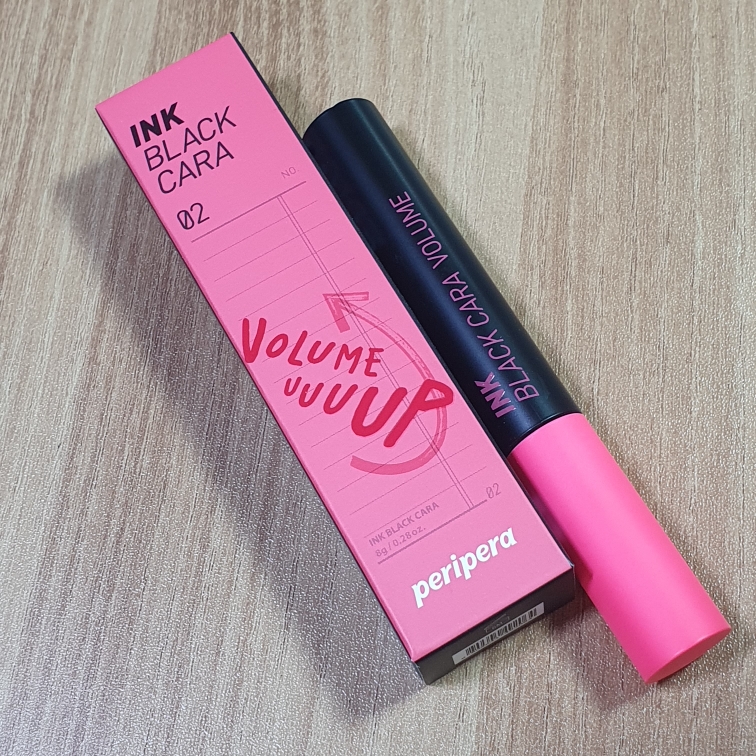 INK
BLACK
CARA
02
NO.
VOLUME
UUUUP
INK BLACK CARA
8g / 0.28oz.
02
peripera
INK
BLACK CARA VOLUME